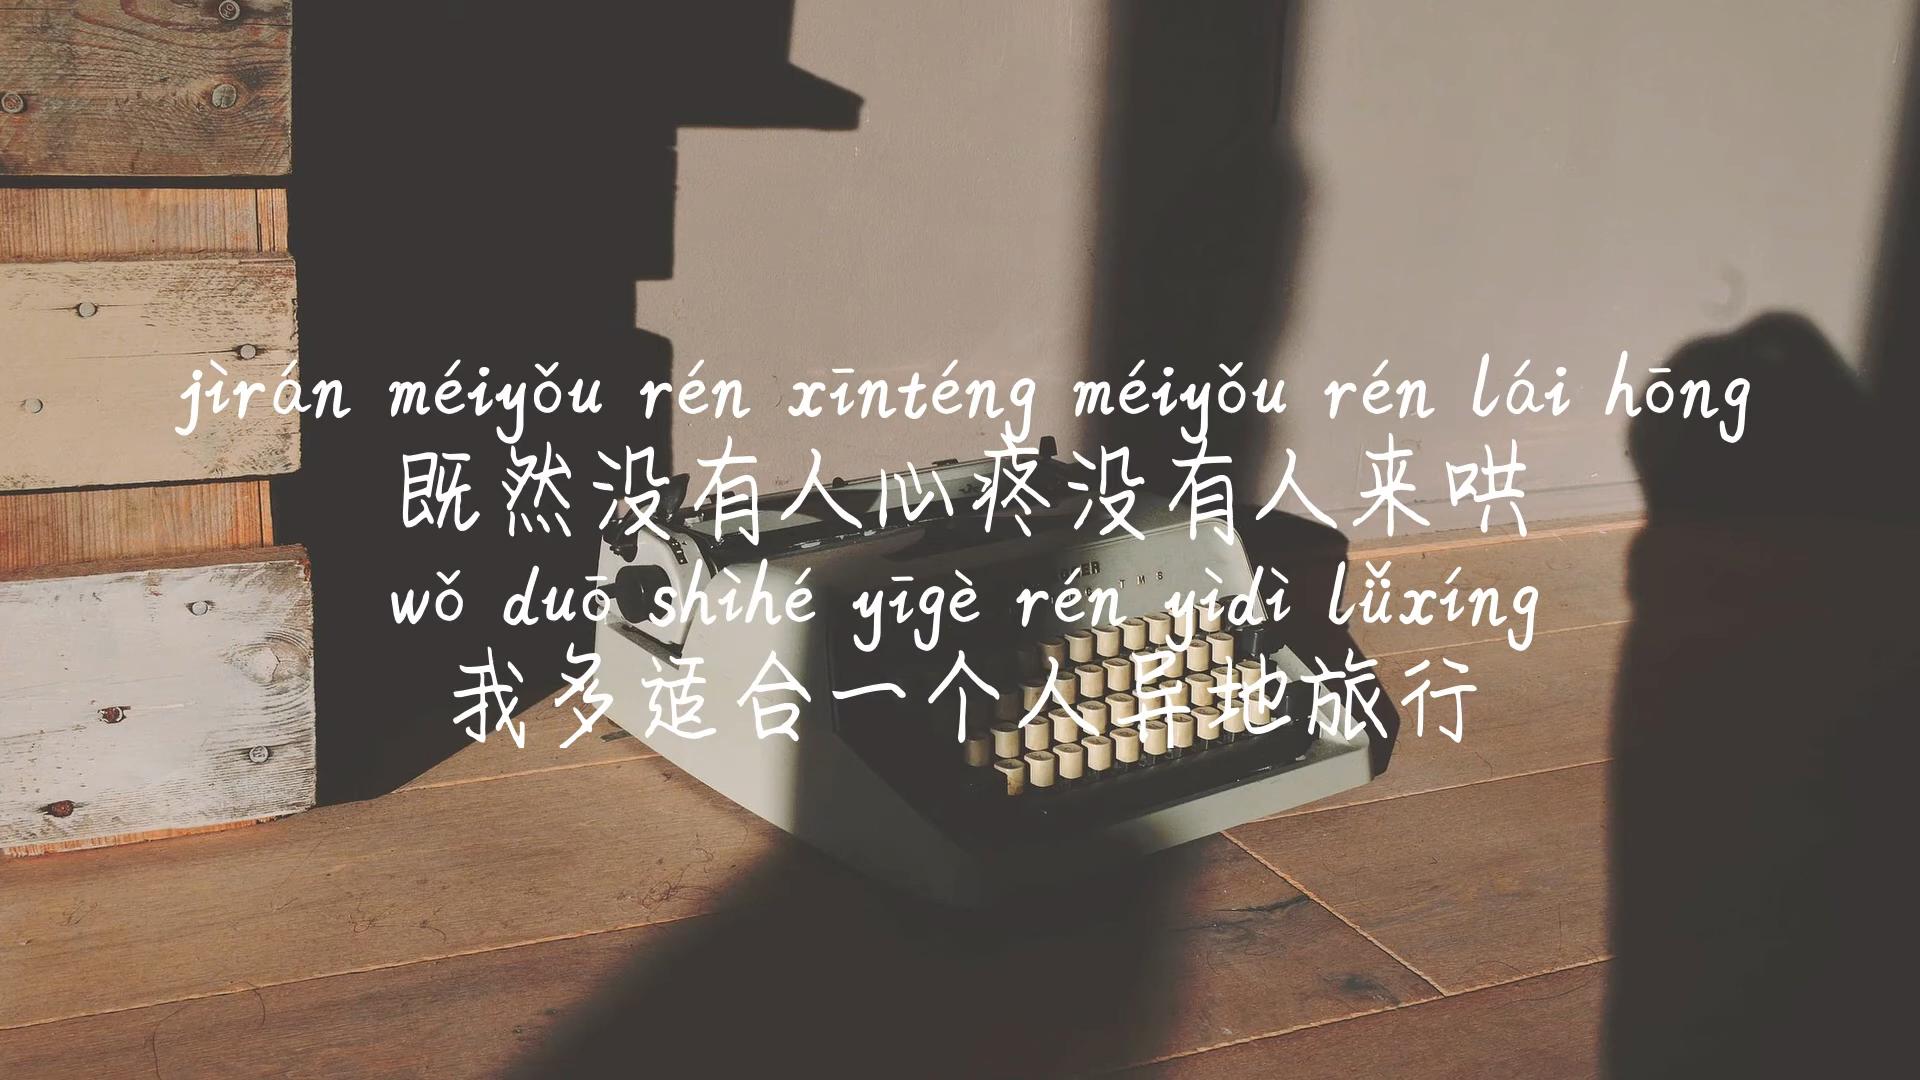 jìrán méiyǒu rén xīnténg méiyǒu rén lái hōng
既然没有人心疼没有人来哄
wǒ duō shìhé yīgè rén yìdì lǚxíng
我多适合一个人异地旅行
T M S